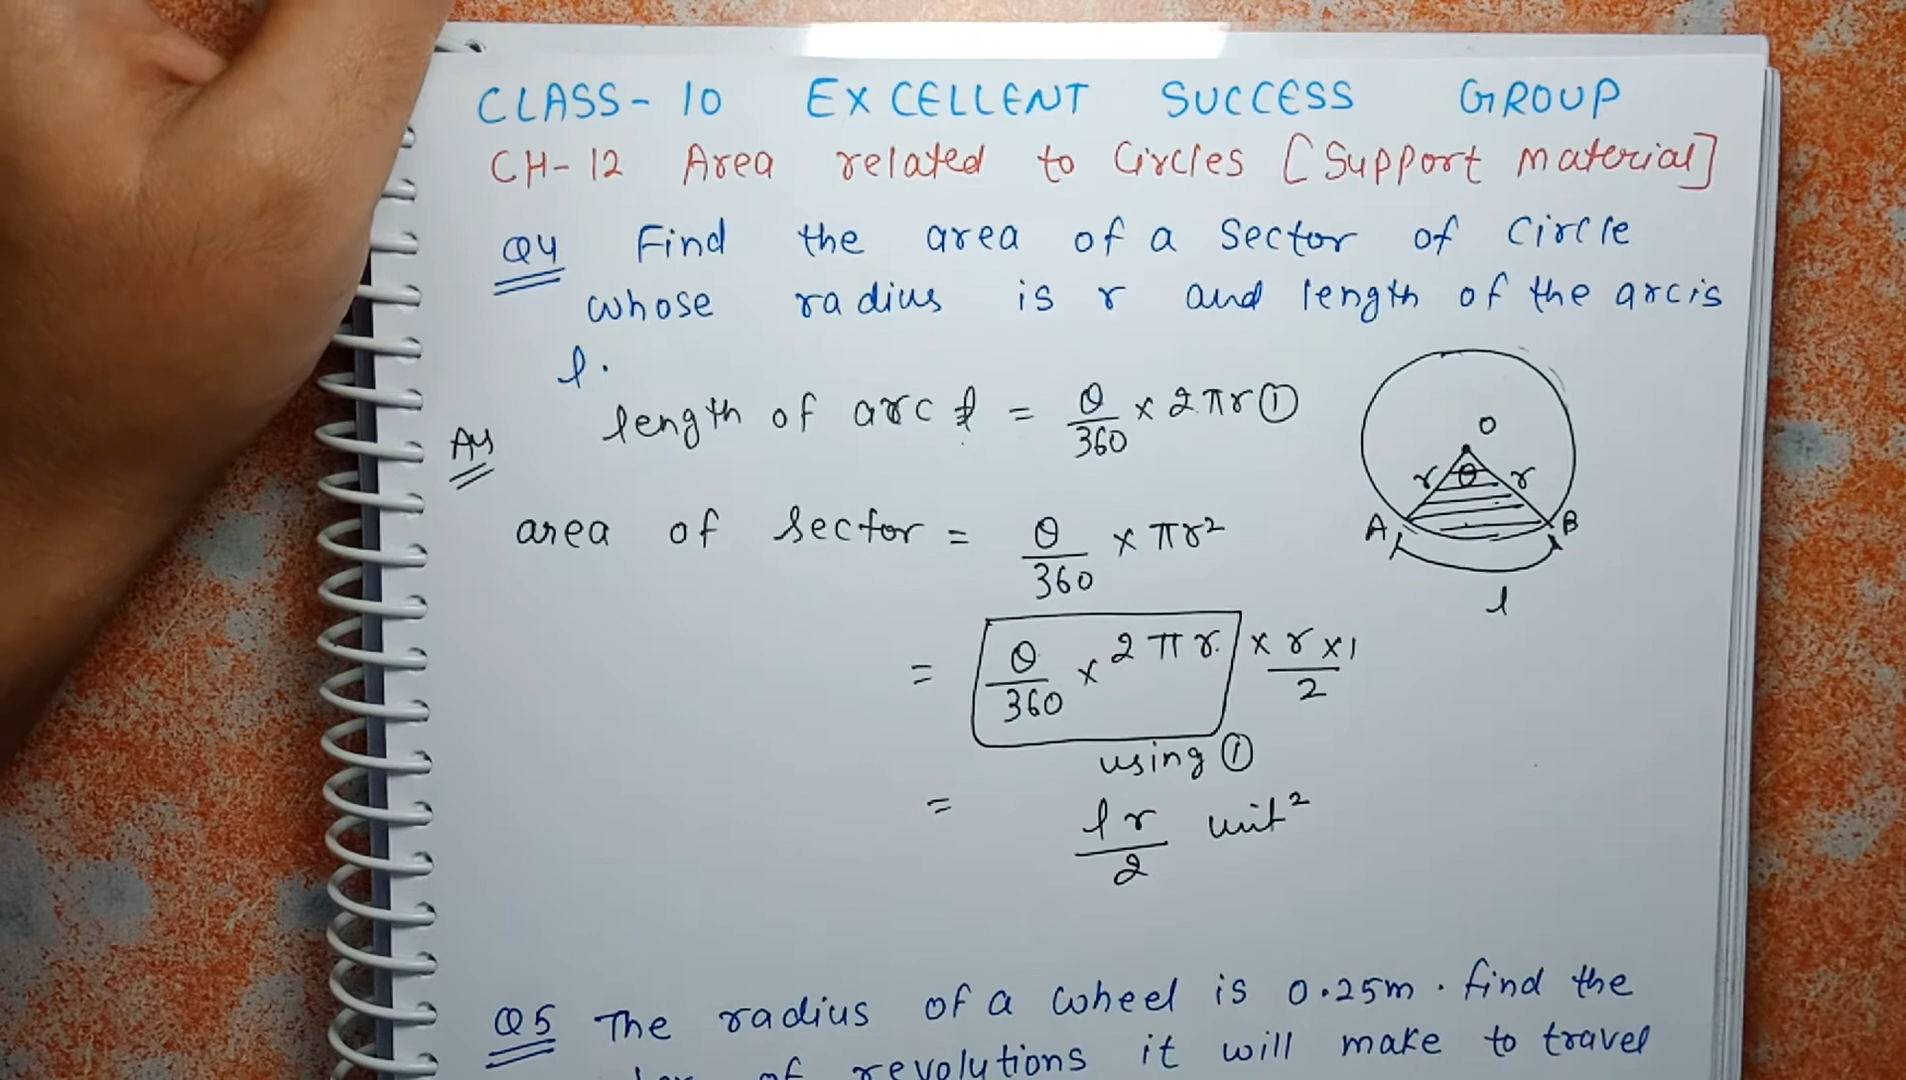 CLASS- 10 EXCELLENT SUCCESS GROUP
CH-12 Area related to Circles [Support material]
Q4 Find the area of a Sector of Circle
whose radius is r and length of the arc is
l.
Ans length of arc l = θ/360 × 2πr ①
area of sector = θ/360 × πr²
= θ/360 × 2πr × r×1/2
using ①
= lr/2 unit²
O
r θ r
A B
l
Q5 The radius of a wheel is 0.25m. find the
of revolutions it will make to travel